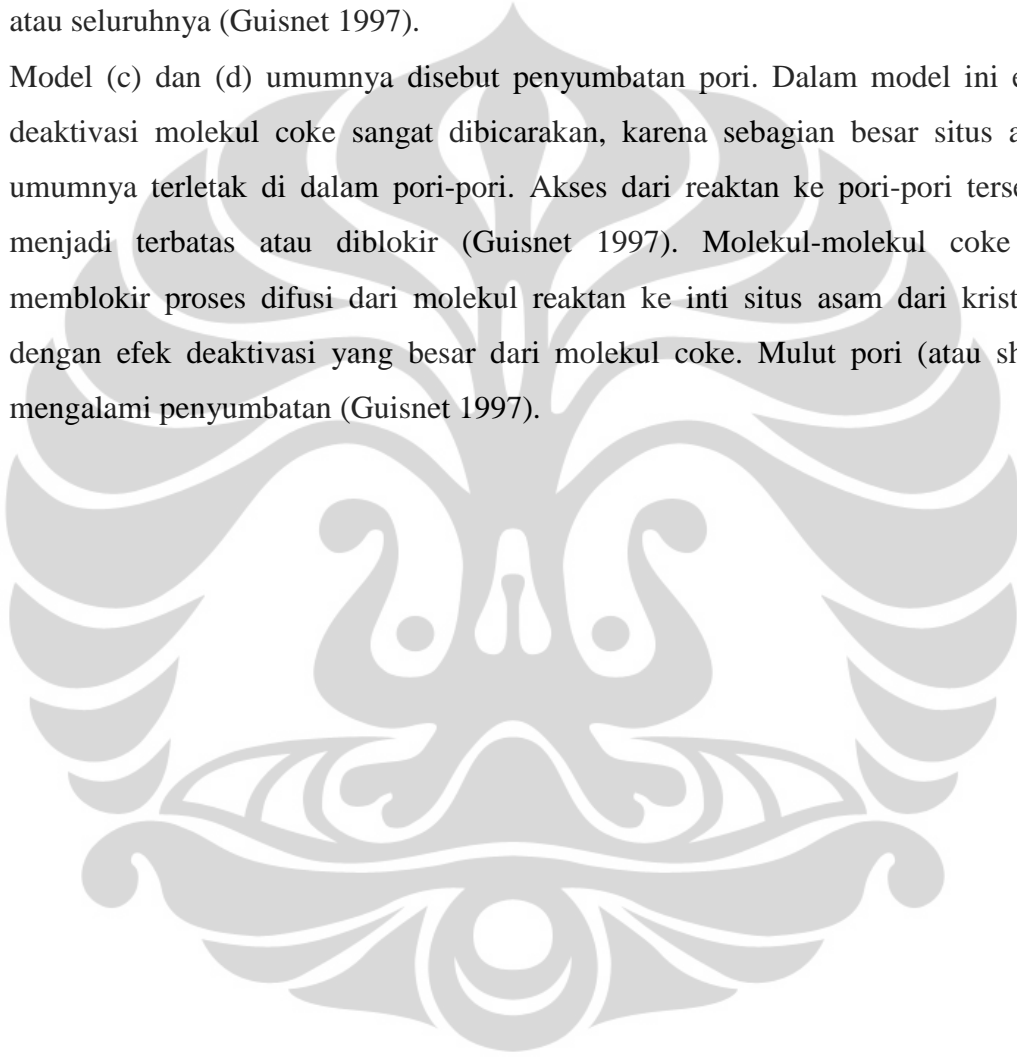 atau seluruhnya (Guisnet 1997).
Model (c) dan (d) umumnya disebut penyumbatan pori. Dalam model ini
deaktivasi molekul coke sangat dibicarakan, karena sebagian besar situs
umumnya terletak di dalam pori-pori. Akses dari reaktan ke pori-pori
menjadi terbatas atau diblokir (Guisnet 1997). Molekul-molekul coke
memblokir proses difusi dari molekul reaktan ke inti situs asam dari
dengan efek deaktivasi yang besar dari molekul coke. Mulut pori (atau
mengalami penyumbatan (Guisnet 1997).